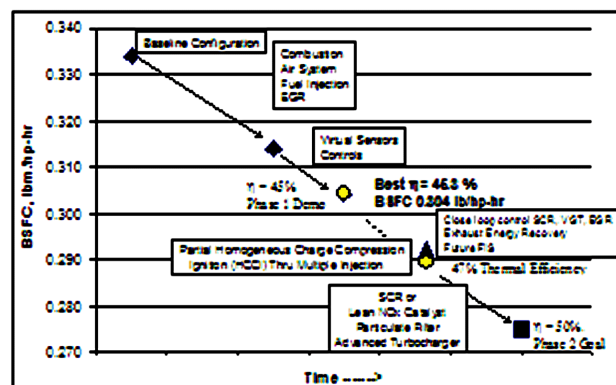 0.340
0.330
0.320
0.310
0.300
0.290
0.280
0.270
BSFC, lbm/hp-hr
Baseline Configuration
Combustion
Air System
Fuel Injection
EGR
Virtual Sensors
Controls
η = 45%
Phase 1 Demo
Best η = 46.3 %
BSFC 0.304 lb/hp-hr
Close loop control SCR, VGT, EGR
Exhaust Energy Recovery
Future FIS
Partial Homogeneous Charge Compression
Ignition (HCCI) Thru Multiple Injection
47% Thermal Efficiency
SCR or
Lean NOx Catalyst
Particulate Filter
Advanced Turbocharger
η = 50%,
Phase 2 Goal
Time ------->